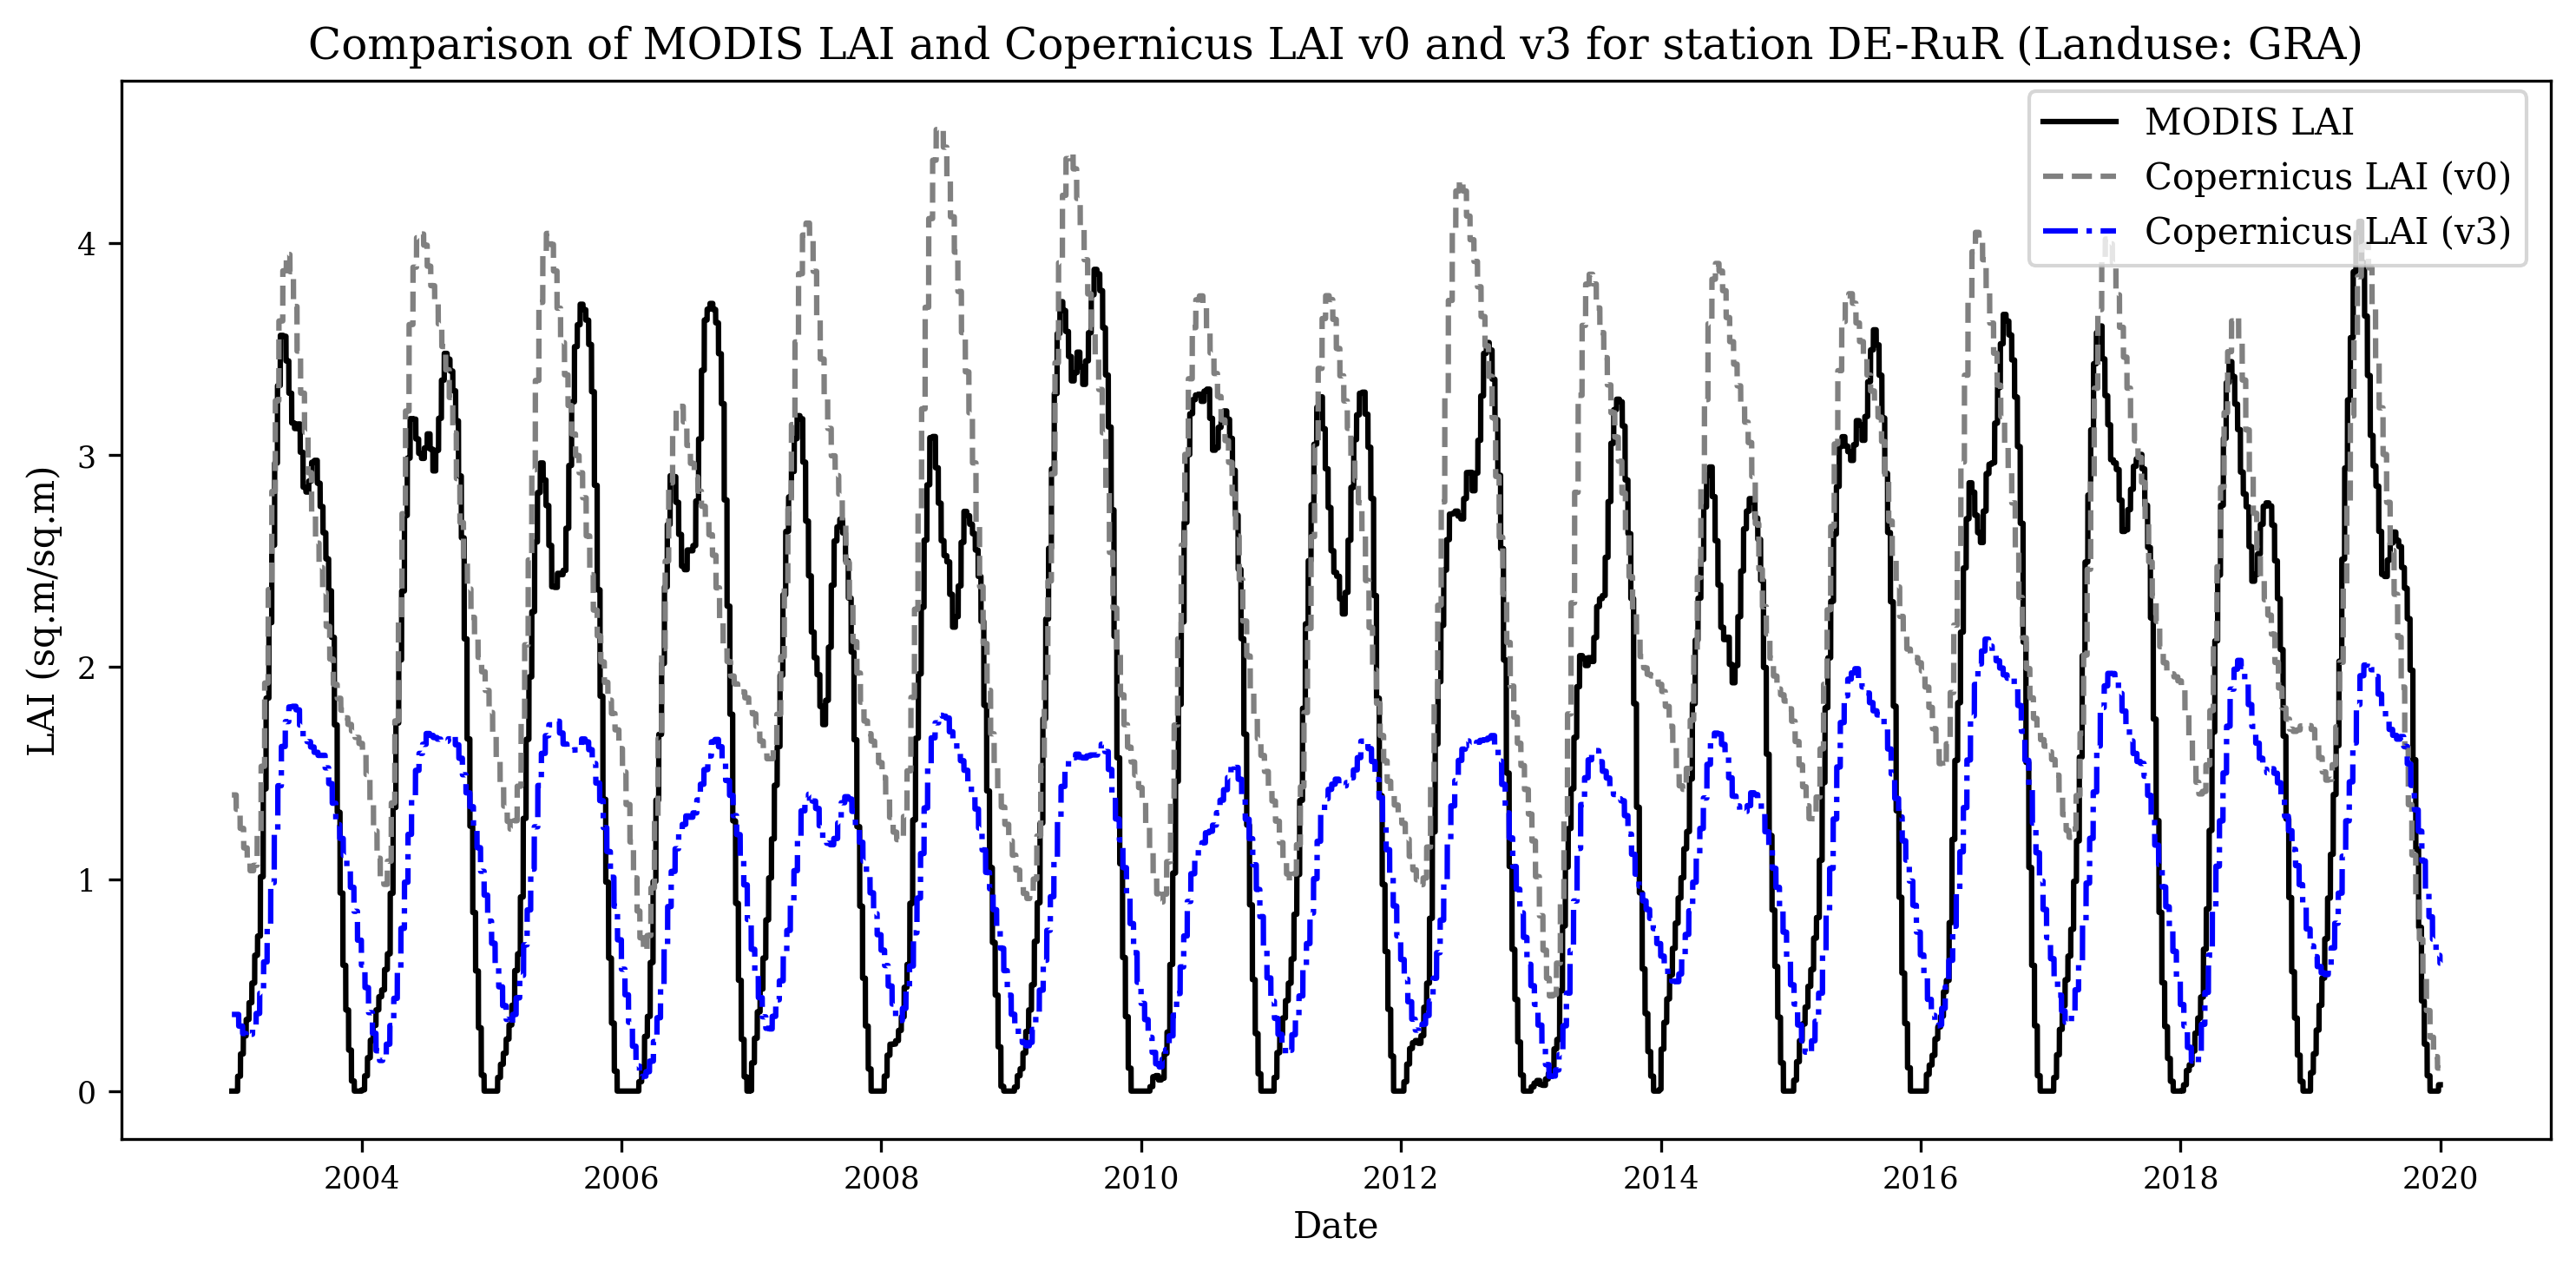 Comparison of MODIS LAI and Copernicus LAI v0 and v3 for station DE-RuR (Landuse: GRA)
MODIS LAI
Copernicus LAI (v0)
Copernicus LAI (v3)
LAI (sq.m/sq.m)
4
3
2
1
0
2004
2006
2008
2010
2012
2014
2016
2018
2020
Date